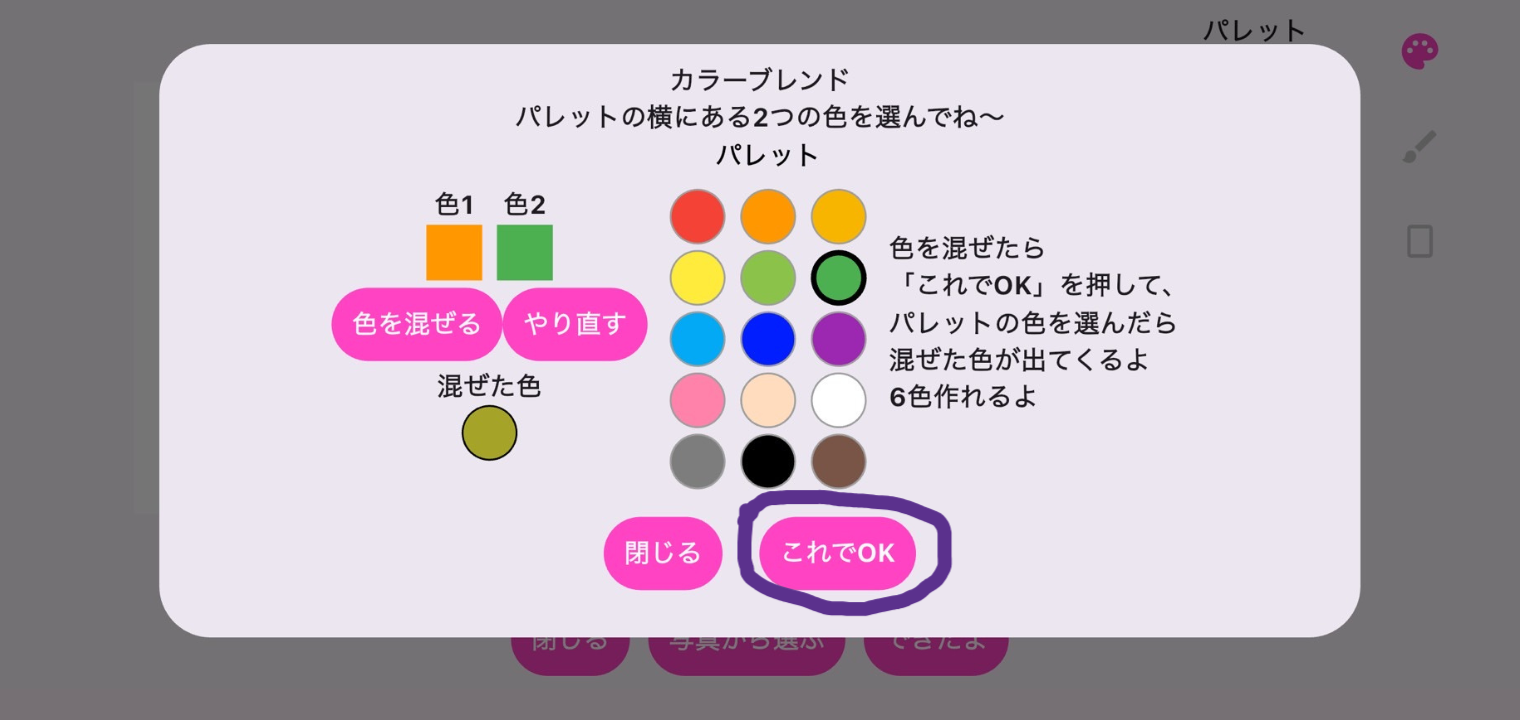 パレット
カラーブレンド
パレットの横にある2つの色を選んでね〜
パレット
色1 色2
色を混ぜる やり直す
混ぜた色
色を混ぜたら
「これでOK」を押して、
パレットの色を選んだら
混ぜた色が出てくるよ
6色作れるよ
閉じる これでOK
閉じる 写真から選ぶ できたよ